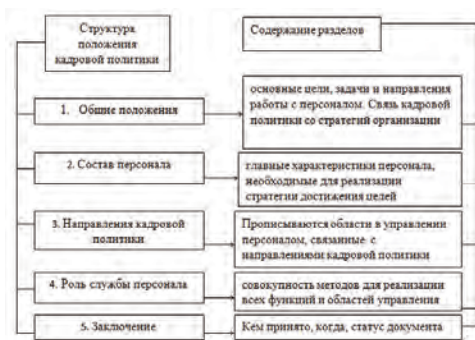 Структура
положения
кадровой политики
Содержание разделов
1. Общие положения
основные цели, задачи и направления
работы с персоналом. Связь кадровой
политики со стратегий организации
2. Состав персонала
главные характеристики персонала,
необходимые для реализации
стратегии достижения целей
3. Направления кадровой
политики
Прописываются области в управлении
персоналом, связанные с
направлениями кадровой политики
4. Роль службы персонала
совокупность методов для реализации
всех функций и областей управления
5. Заключение
Кем принято, когда, статус документа